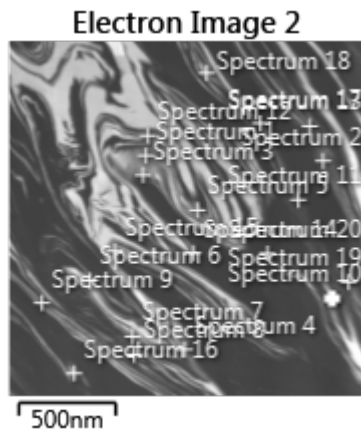 Electron Image 2
Spectrum 18
Spectrum 12
Spectrum
Spectrum 2
Spectrum 3
Spectrum 11
Spectrum 5
Spectrum
20
Spectrum 6
Spectrum 19
Spectrum 9
Spectrum 10
Spectrum 7
Spectrum 4
Spectrum 8
Spectrum 16
500nm